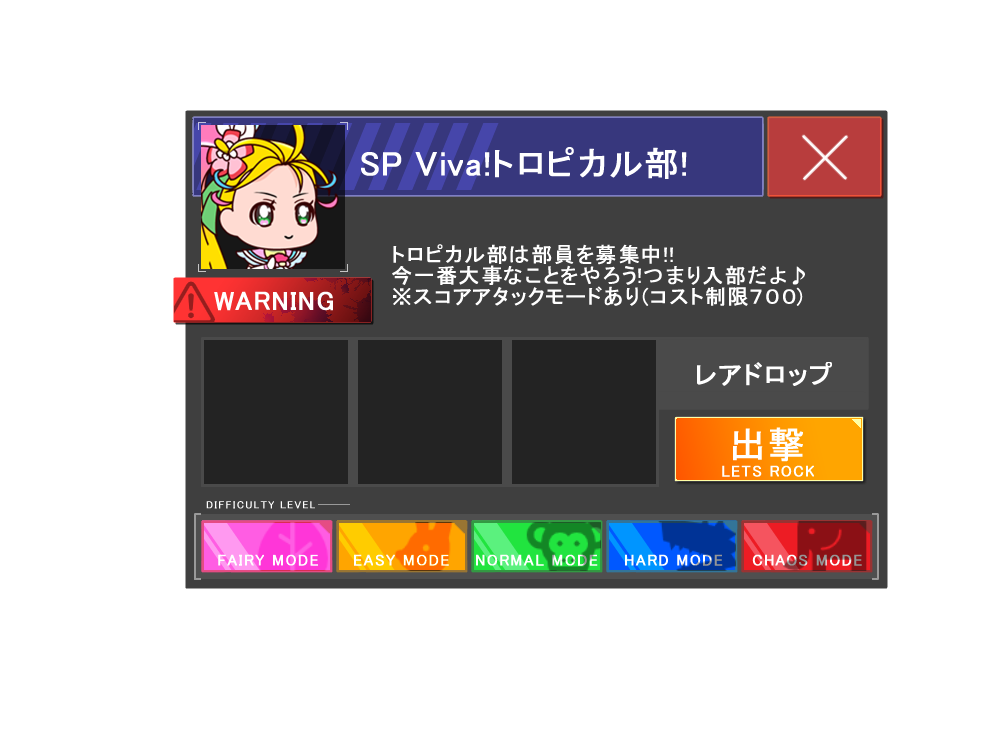 SP Viva!トロピカル部!
トロピカル部は部員を募集中!!
今一番大事なことをやろう!つまり入部だよ♪
※スコアアタックモードあり(コスト制限700)
WARNING
レアドロップ
出撃
LETS ROCK
DIFFICULTY LEVEL
FAIRY MODE
EASY MODE
NORMAL MODE
HARD MODE
CHAOS MODE